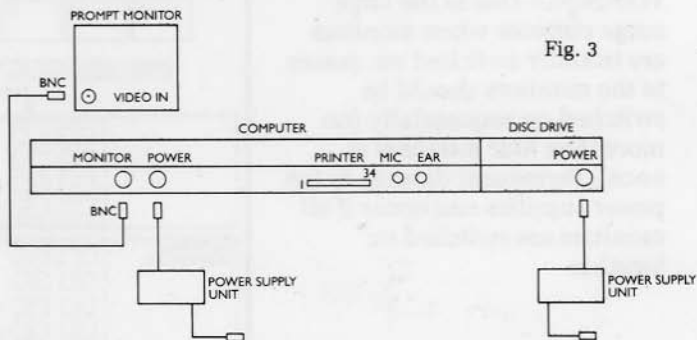 PROMPT MONITOR
Fig. 3
BNC
VIDEO IN
COMPUTER
DISC DRIVE
MONITOR
POWER
PRINTER
34
MIC
EAR
POWER
1
BNC
POWER SUPPLY
UNIT
POWER SUPPLY
UNIT